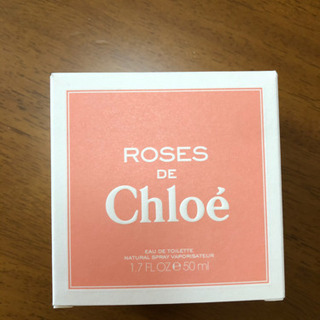 ROSES
DE
Chloé
EAU DE TOILETTE
NATURAL SPRAY VAPORISATEUR
1.7 FL OZ ℮ 50 ml